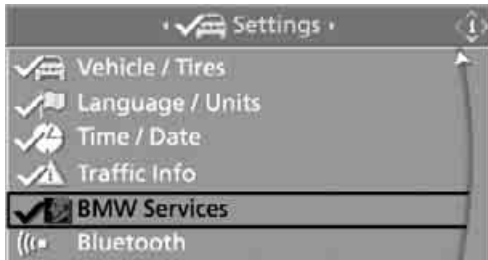 Settings
i
Vehicle / Tires
Language / Units
Time / Date
Traffic Info
BMW Services
Bluetooth